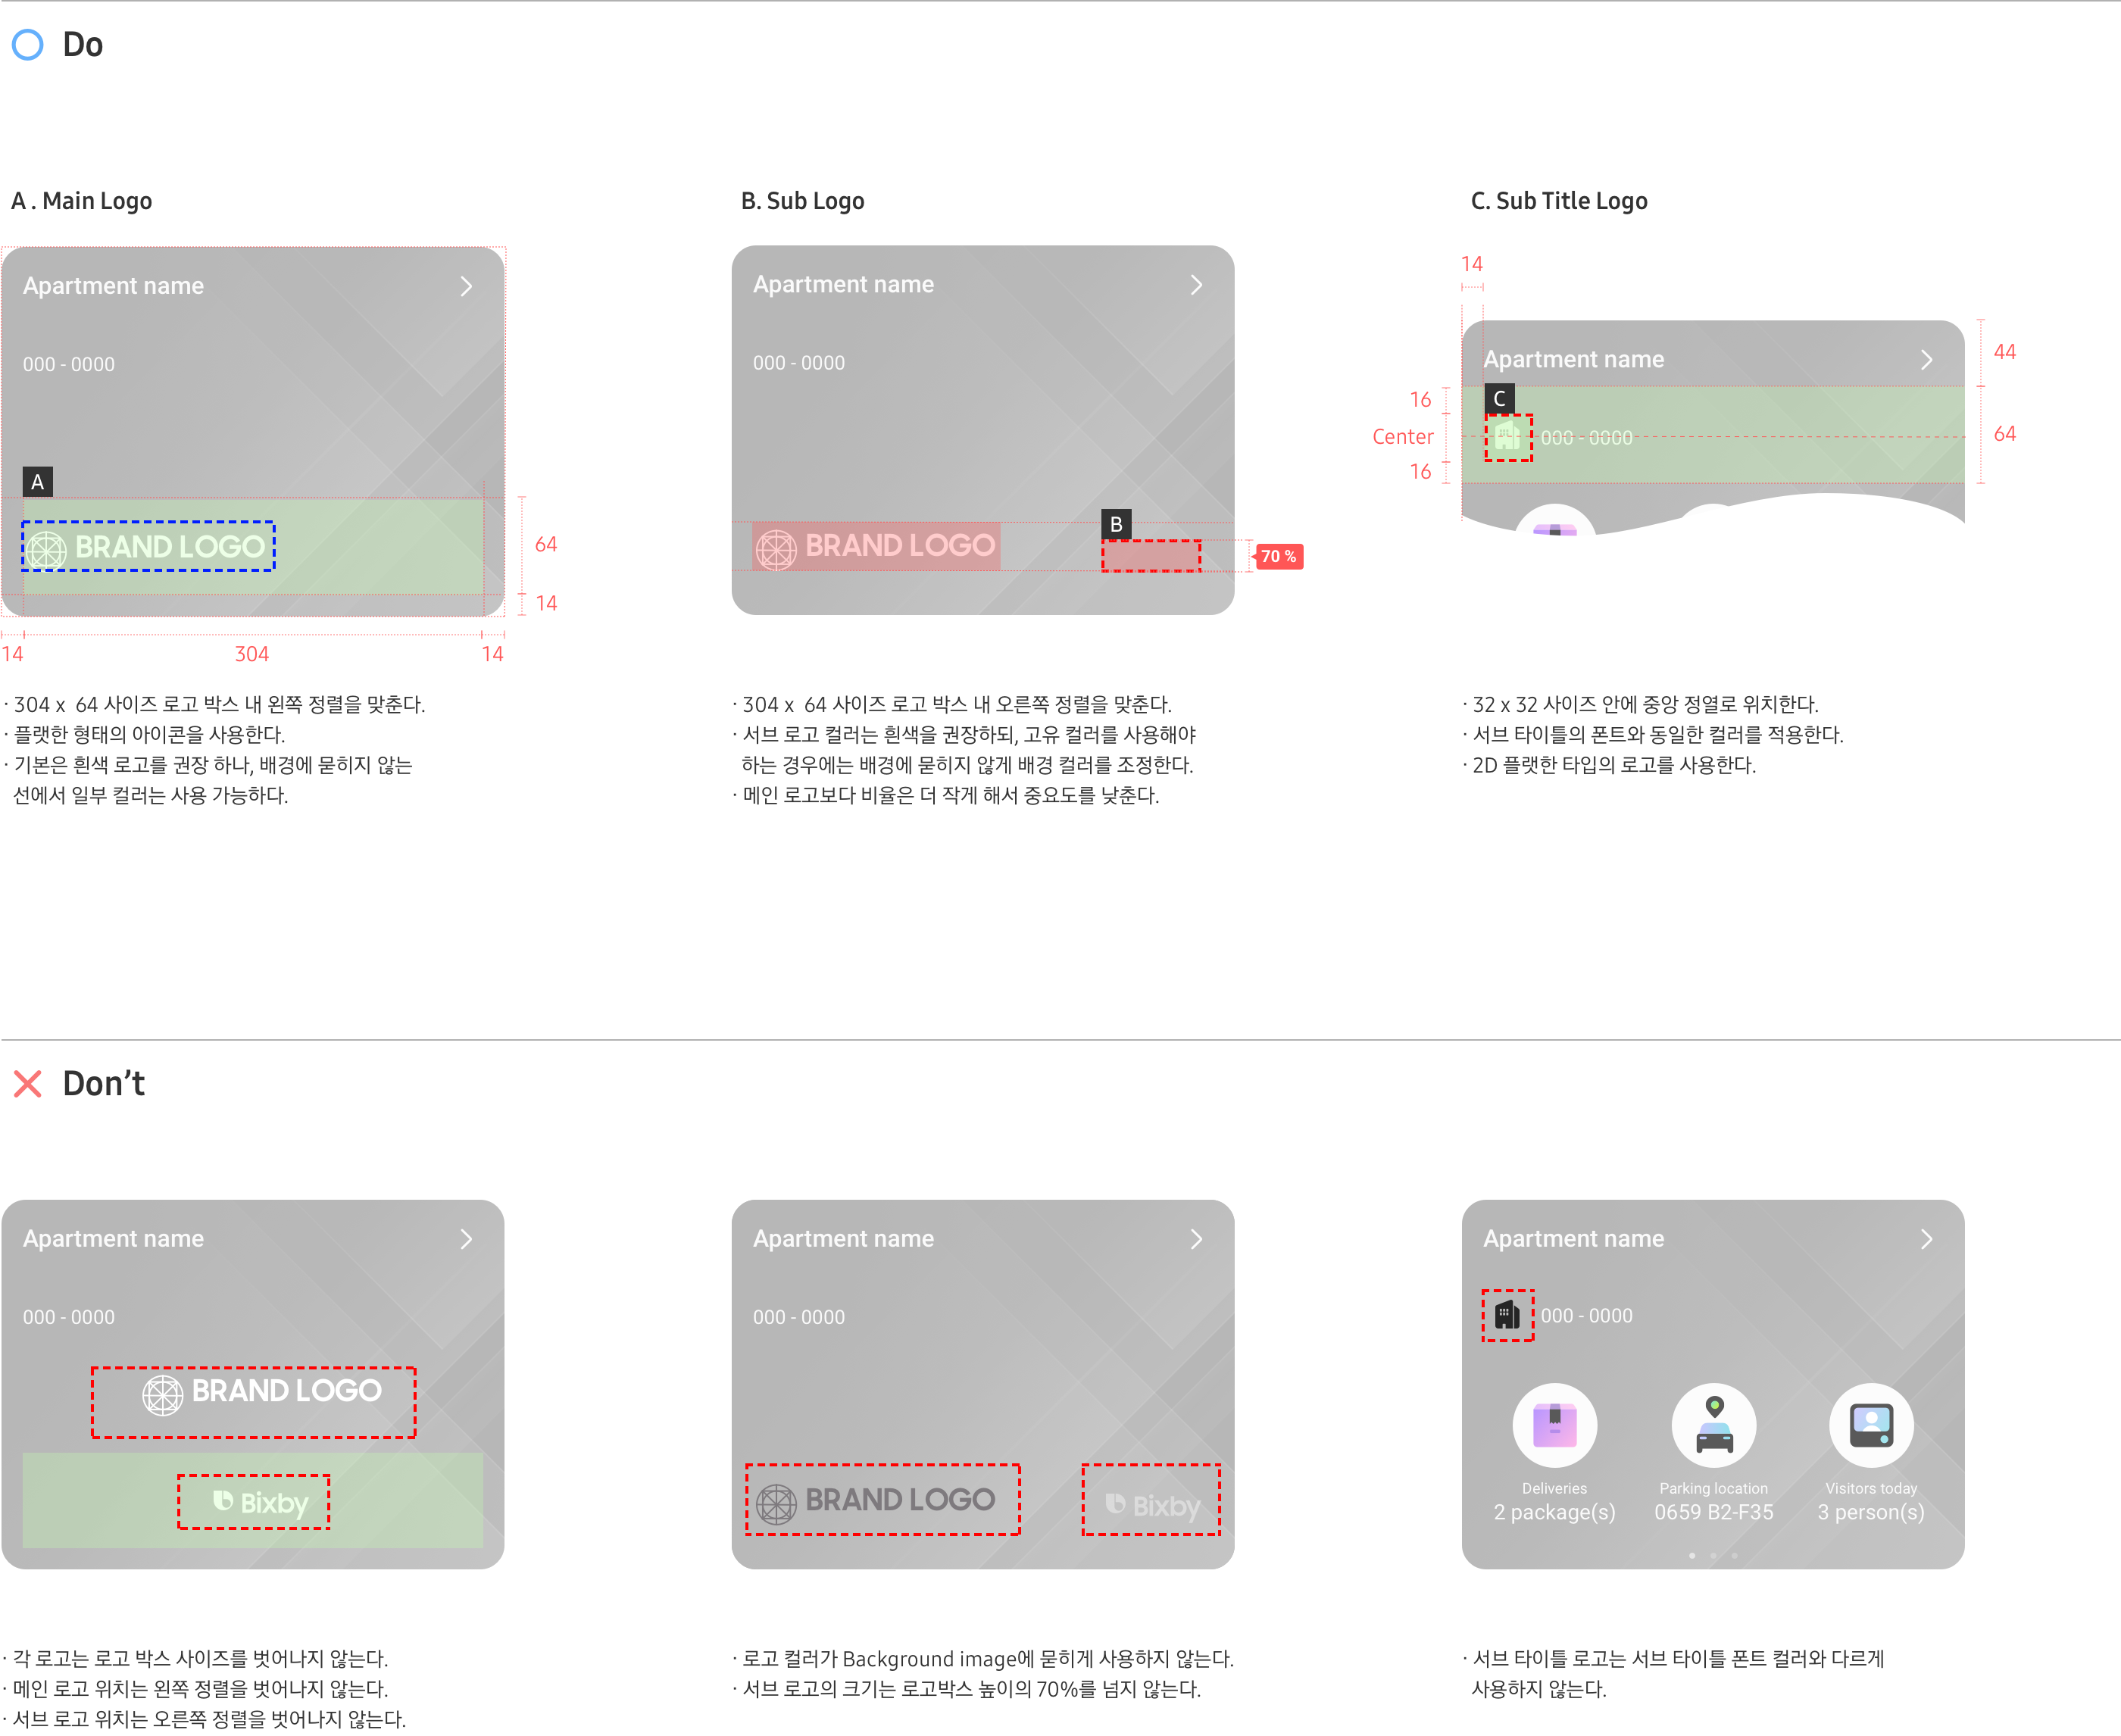 Do
A . Main Logo
Apartment name
000 - 0000
A
BRAND LOGO
64
14
14
304
14
· 304 x 64 사이즈 로고 박스 내 왼쪽 정렬을 맞춘다.
· 플랫한 형태의 아이콘을 사용한다.
· 기본은 흰색 로고를 권장 하나, 배경에 묻히지 않는
선에서 일부 컬러는 사용 가능하다.
B. Sub Logo
Apartment name
000 - 0000
BRAND LOGO
B
70 %
· 304 x 64 사이즈 로고 박스 내 오른쪽 정렬을 맞춘다.
· 서브 로고 컬러는 흰색을 권장하되, 고유 컬러를 사용해야
하는 경우에는 배경에 묻히지 않게 배경 컬러를 조정한다.
· 메인 로고보다 비율은 더 작게 해서 중요도를 낮춘다.
C. Sub Title Logo
14
Apartment name
44
16
C
Center
000 - 0000
64
16
· 32 x 32 사이즈 안에 중앙 정열로 위치한다.
· 서브 타이틀의 폰트와 동일한 컬러를 적용한다.
· 2D 플랫한 타입의 로고를 사용한다.
Don’t
Apartment name
000 - 0000
BRAND LOGO
Bixby
· 각 로고는 로고 박스 사이즈를 벗어나지 않는다.
· 메인 로고 위치는 왼쪽 정렬을 벗어나지 않는다.
· 서브 로고 위치는 오른쪽 정렬을 벗어나지 않는다.
Apartment name
000 - 0000
BRAND LOGO
Bixby
· 로고 컬러가 Background image에 묻히게 사용하지 않는다.
· 서브 로고의 크기는 로고박스 높이의 70%를 넘지 않는다.
Apartment name
000 - 0000
Deliveries
2 package(s)
Parking location
0659 B2-F35
Visitors today
3 person(s)
· 서브 타이틀 로고는 서브 타이틀 폰트 컬러와 다르게
사용하지 않는다.